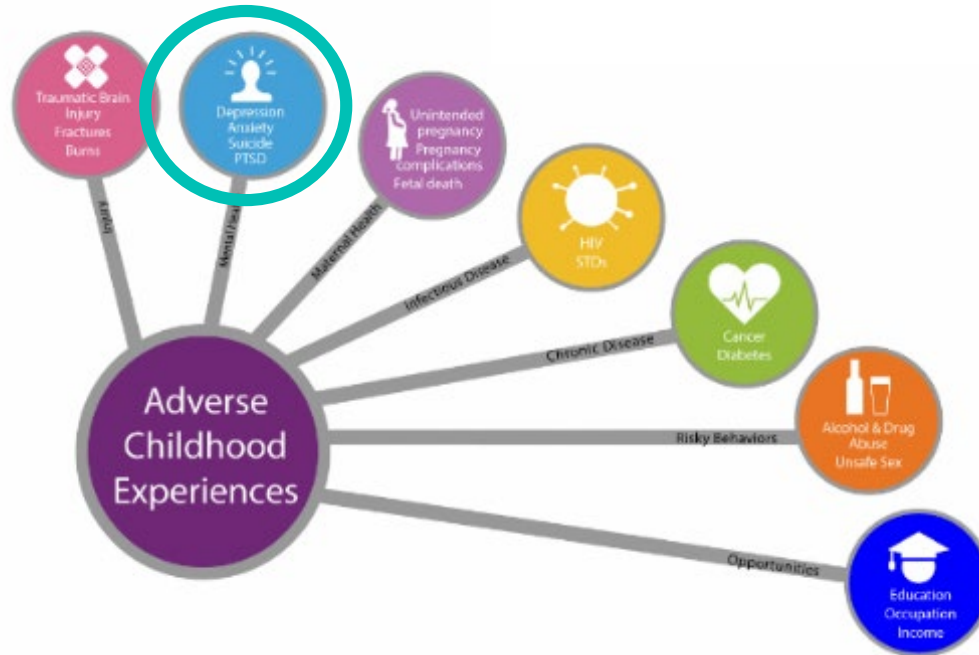 Traumatic Brain
Injury
Fractures
Burns
Depression
Anxiety
Suicide
PTSD
Unintended
pregnancy
Pregnancy
complications
Fetal death
HIV
STDs
Cancer
Diabetes
Alcohol & Drug
Abuse
Unsafe Sex
Education
Occupation
Income
Injury
Mental Health
Maternal Health
Infectious Disease
Chronic Disease
Risky Behaviors
Opportunities
Adverse
Childhood
Experiences